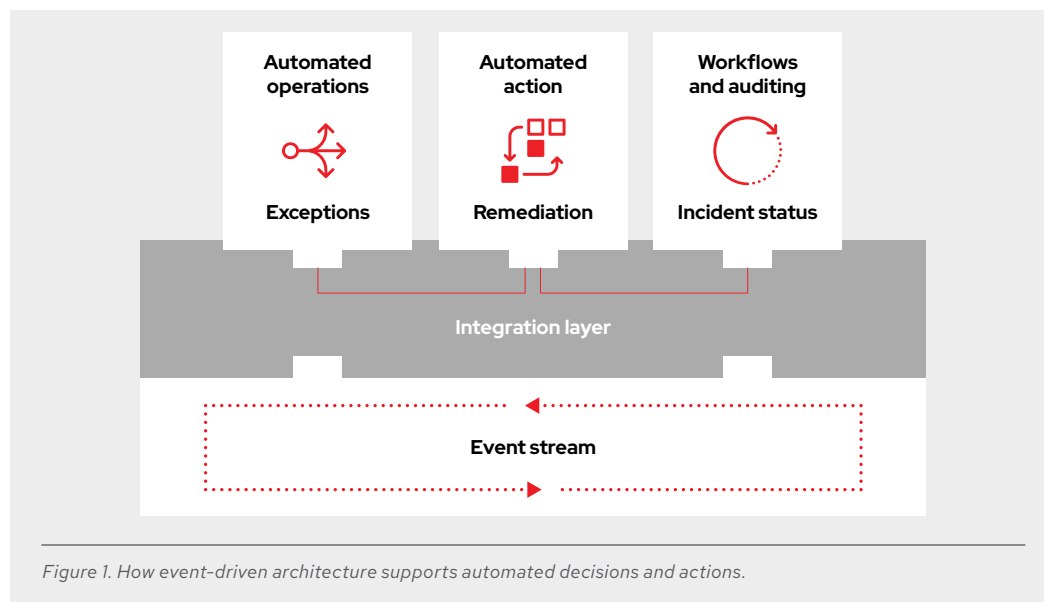 Automated
operations
Exceptions
Automated
action
Remediation
Workflows
and auditing
Incident status
Integration layer
Event stream
Figure 1. How event-driven architecture supports automated decisions and actions.